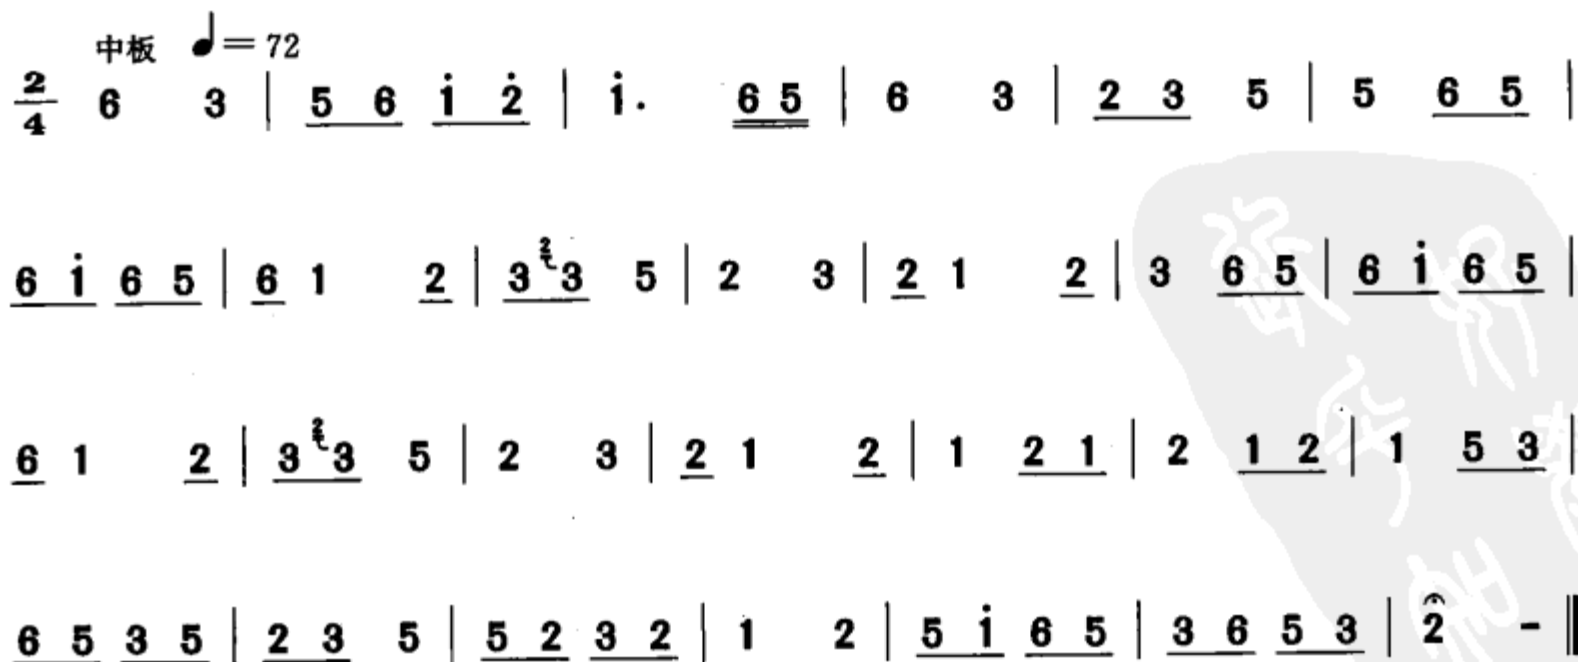 中板 ♩= 72
2/4 6 3 | 5 6 i̇ 2̇ | i̇. 6 5 | 6 3 | 2 3 5 | 5 6 5 |
6 i̇ 6 5 | 6 1 2 | 3 ²3 5 | 2 3 | 2 1 2 | 3 6 5 | 6 i̇ 6 5 |
6 1 2 | 3 ²3 5 | 2 3 | 2 1 2 | 1 2 1 | 2 1 2 | 1 5 3 |
6 5 3 5 | 2 3 5 | 5 2 3 2 | 1 2 | 5 i̇ 6 5 | 3 6 5 3 | 2 - ‖